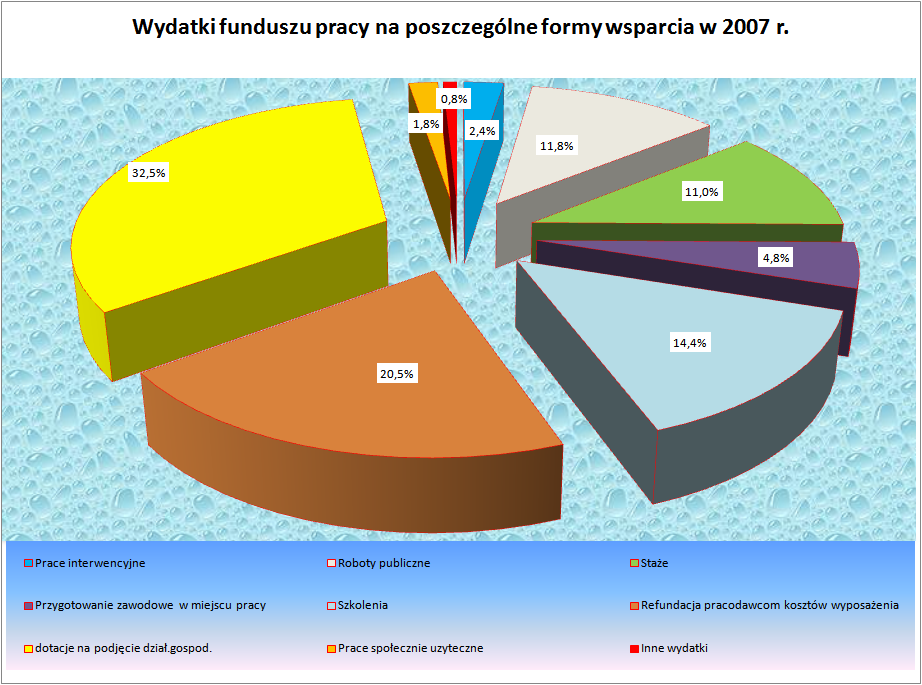 Wydatki funduszu pracy na poszczególne formy wsparcia w 2007 r.
0,8%
1,8%
2,4%
11,8%
32,5%
11,0%
4,8%
14,4%
20,5%
Prace interwencyjne
Roboty publiczne
Staże
Przygotowanie zawodowe w miejscu pracy
Szkolenia
Refundacja pracodawcom kosztów wyposażenia
dotacje na podjęcie dział.gospod.
Prace społecznie uzyteczne
Inne wydatki